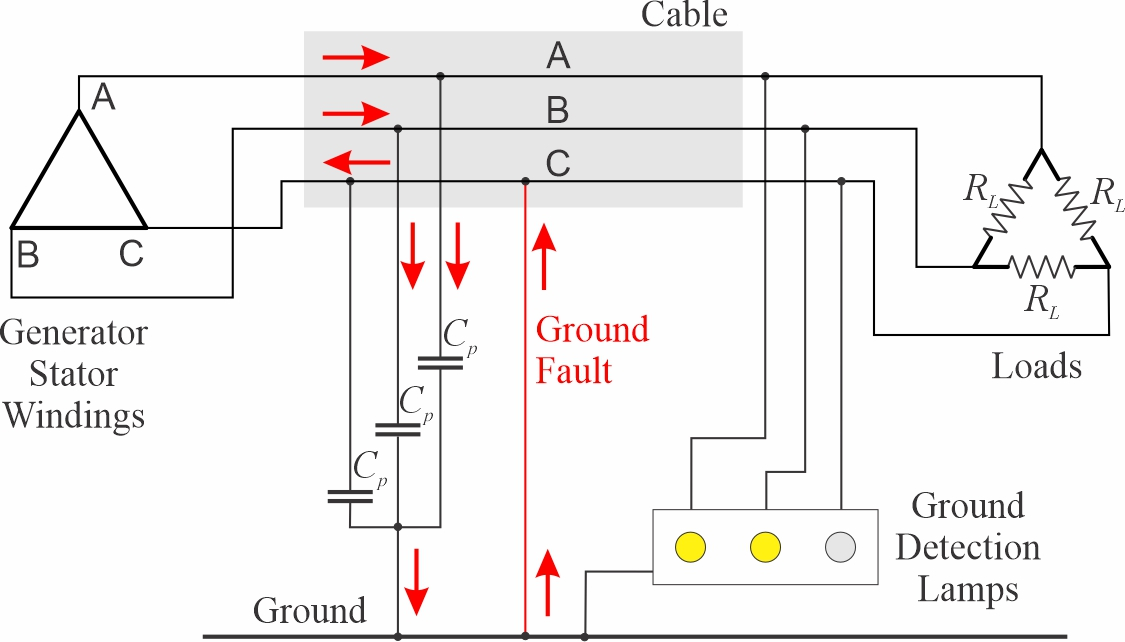 Cable
A
A
B
C
B
C
R_L
R_L
R_L
Generator
Stator
Windings
Ground
Fault
C_p
C_p
C_p
Loads
Ground
Detection
Lamps
Ground